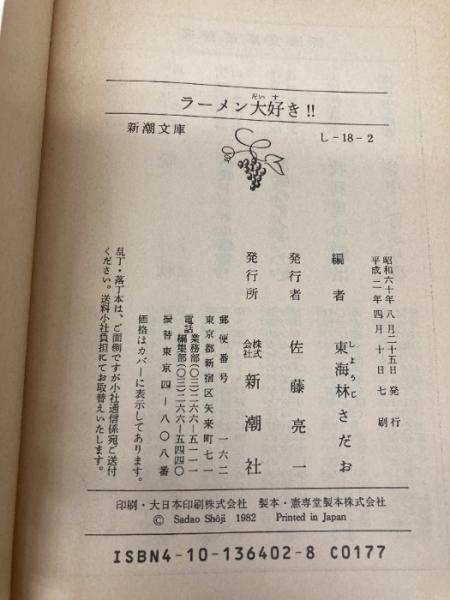 ラーメン大好き!!
だいす
新潮文庫
し-18-2
昭和六十年八月二十五日発行
平成二年四月二十日七刷
編者 東海林さだお
しょうじ
発行者 佐藤亮一
発行所 株式会社 新潮社
郵便番号 一六二
東京都新宿区矢来町七一
電話 業務部(〇三)二六六-五一一一
編集部(〇三)二六六-五四四〇
振替東京四-八〇八番
価格はカバーに表示してあります。
乱丁・落丁本は、ご面倒ですが小社通信係宛ご送付
ください。送料小社負担にてお取替えいたします。
印刷・大日本印刷株式会社 製本・憲専堂製本株式会社
© Sadao Shōji 1982 Printed in Japan
ISBN4-10-136402-8 C0177